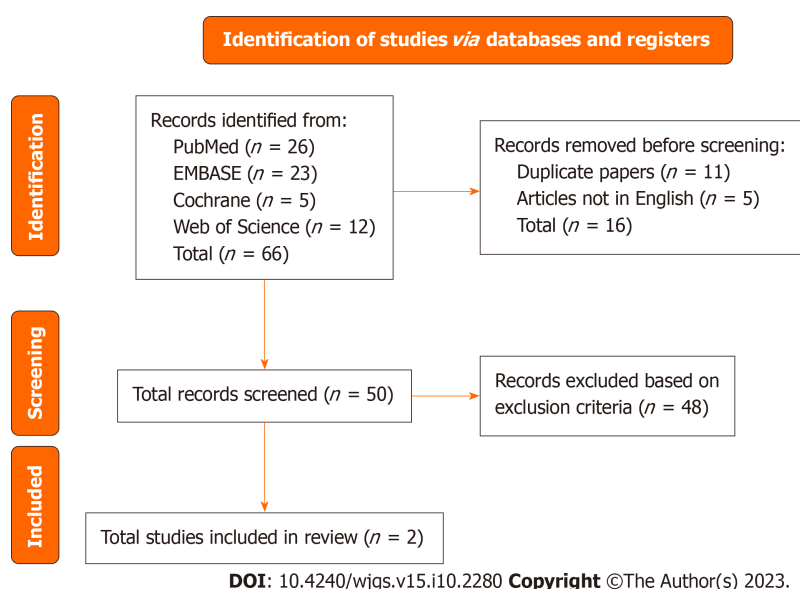 Identification of studies via databases and registers
Identification
Records identified from:
PubMed (n = 26)
EMBASE (n = 23)
Cochrane (n = 5)
Web of Science (n = 12)
Total (n = 66)
Records removed before screening:
Duplicate papers (n = 11)
Articles not in English (n = 5)
Total (n = 16)
Screening
Total records screened (n = 50)
Records excluded based on
exclusion criteria (n = 48)
Included
Total studies included in review (n = 2)
DOI: 10.4240/wjgs.v15.i10.2280 Copyright ©The Author(s) 2023.